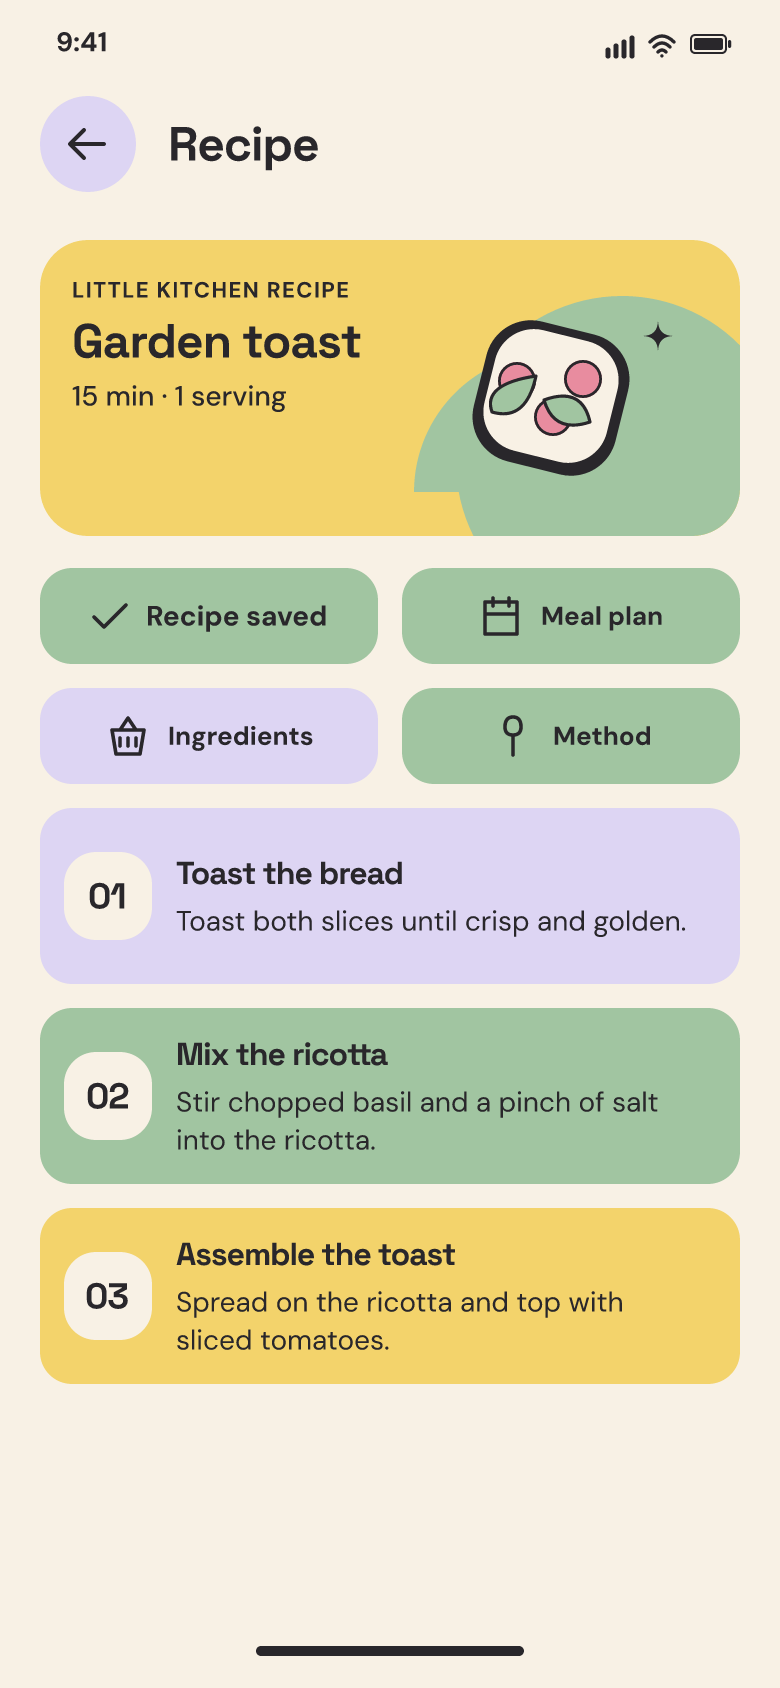 9:41
Recipe
LITTLE KITCHEN RECIPE
Garden toast
15 min · 1 serving
Recipe saved
Meal plan
Ingredients
Method
01
Toast the bread
Toast both slices until crisp and golden.
02
Mix the ricotta
Stir chopped basil and a pinch of salt
into the ricotta.
03
Assemble the toast
Spread on the ricotta and top with
sliced tomatoes.